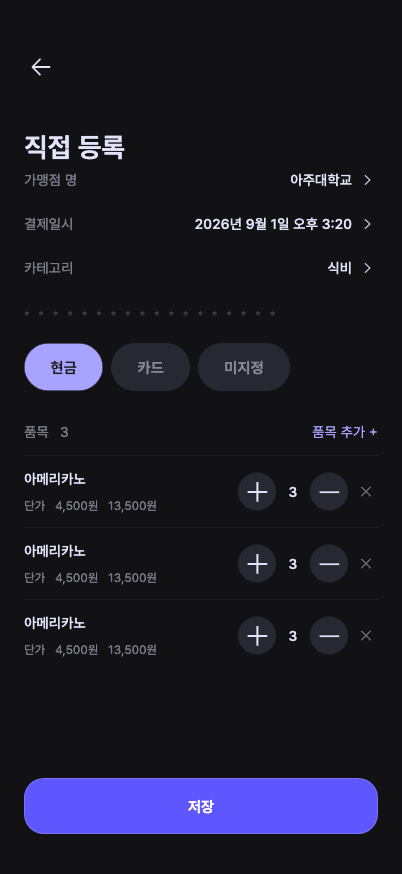 직접 등록
가맹점 명 아주대학교
결제일시 2026년 9월 1일 오후 3:20
카테고리 식비
현금 카드 미지정
품목 3 품목 추가 +
아메리카노
단가 4,500원 13,500원
3
아메리카노
단가 4,500원 13,500원
3
아메리카노
단가 4,500원 13,500원
3
저장